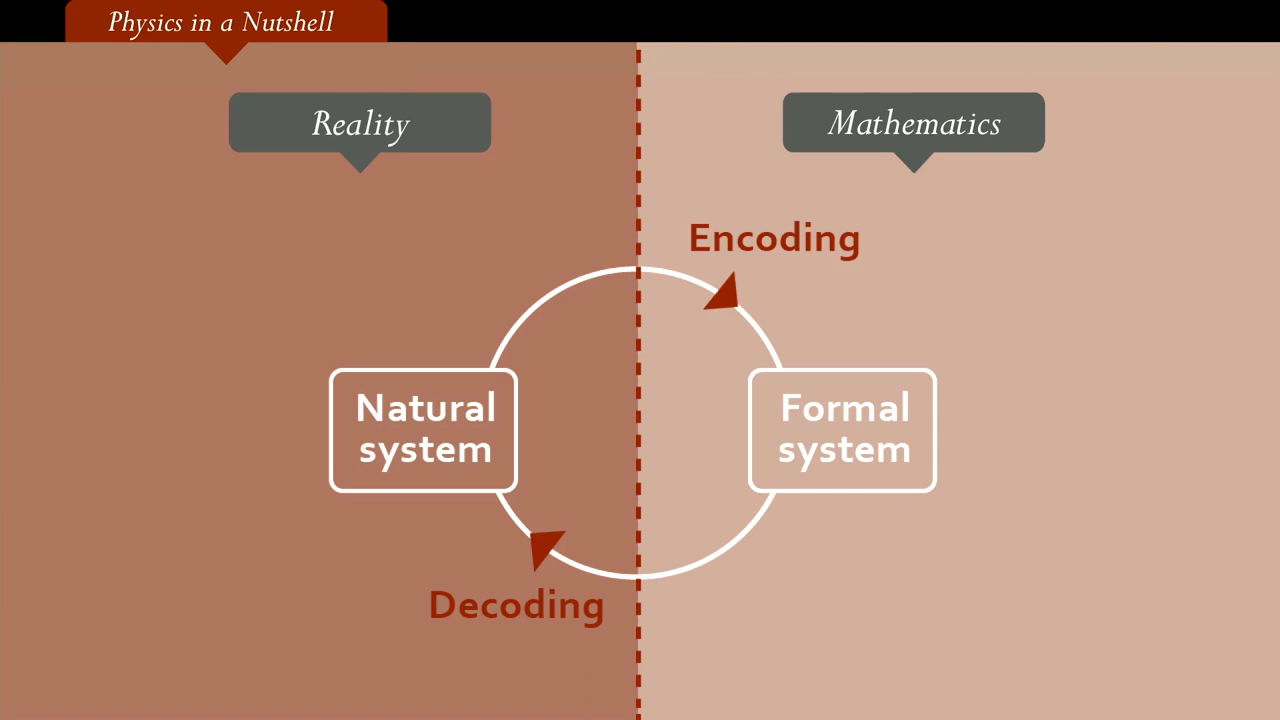 Physics in a Nutshell
Reality
Mathematics
Encoding
Natural
system
Formal
system
Decoding